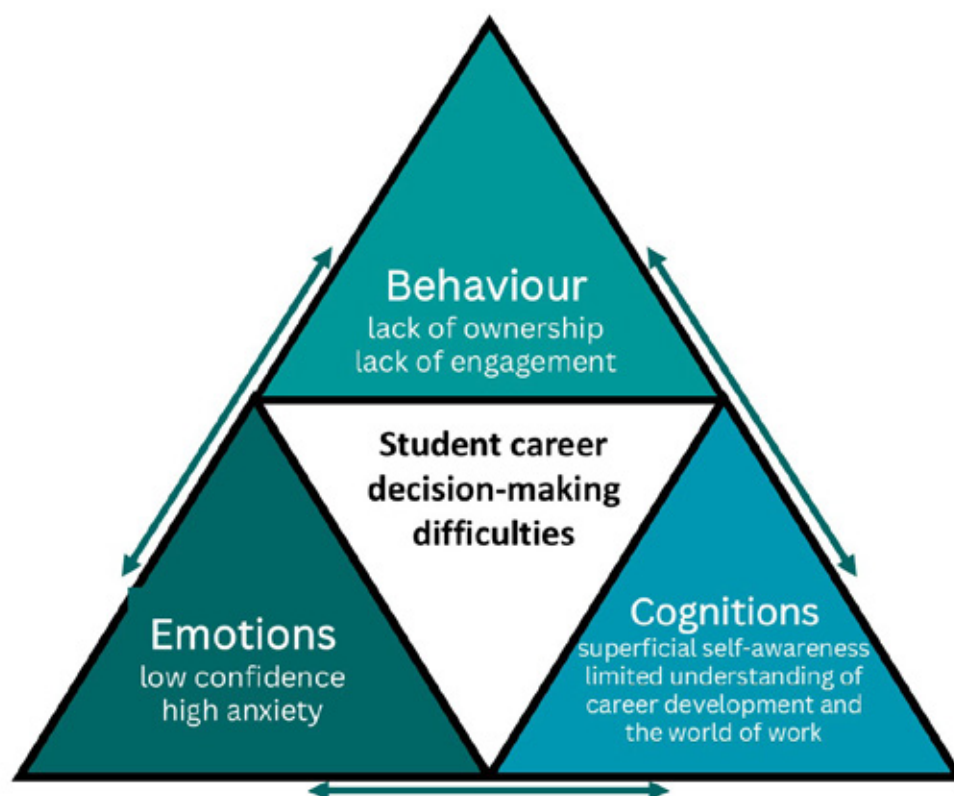 Behaviour
lack of ownership
lack of engagement
Student career
decision-making
difficulties
Emotions
low confidence
high anxiety
Cognitions
superficial self-awareness
limited understanding of
career development and
the world of work